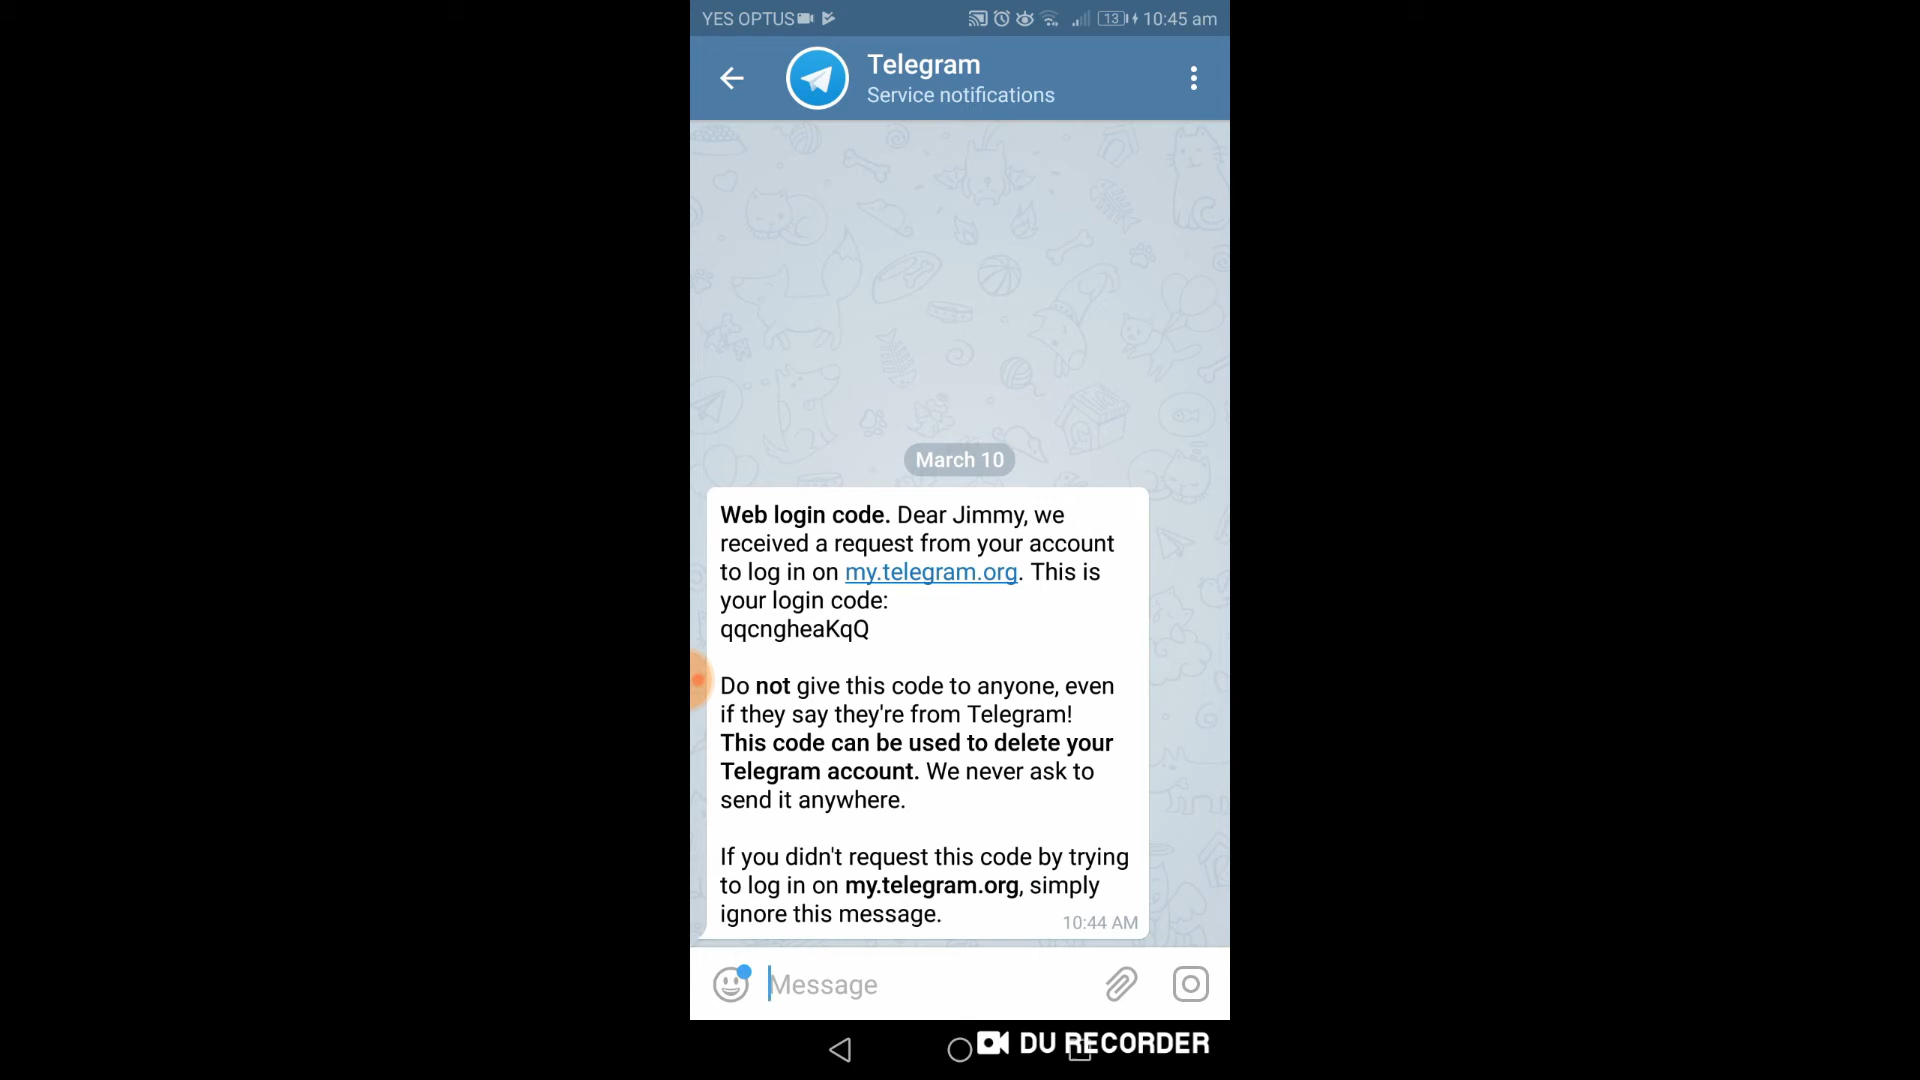 YES OPTUS 13 10:45 am
Telegram
Service notifications
March 10
Web login code. Dear Jimmy, we
received a request from your account
to log in on my.telegram.org. This is
your login code:
qqcngheaKqQ
Do not give this code to anyone, even
if they say they're from Telegram!
This code can be used to delete your
Telegram account. We never ask to
send it anywhere.
If you didn't request this code by trying
to log in on my.telegram.org, simply
ignore this message.
10:44 AM
Message
DU RECORDER